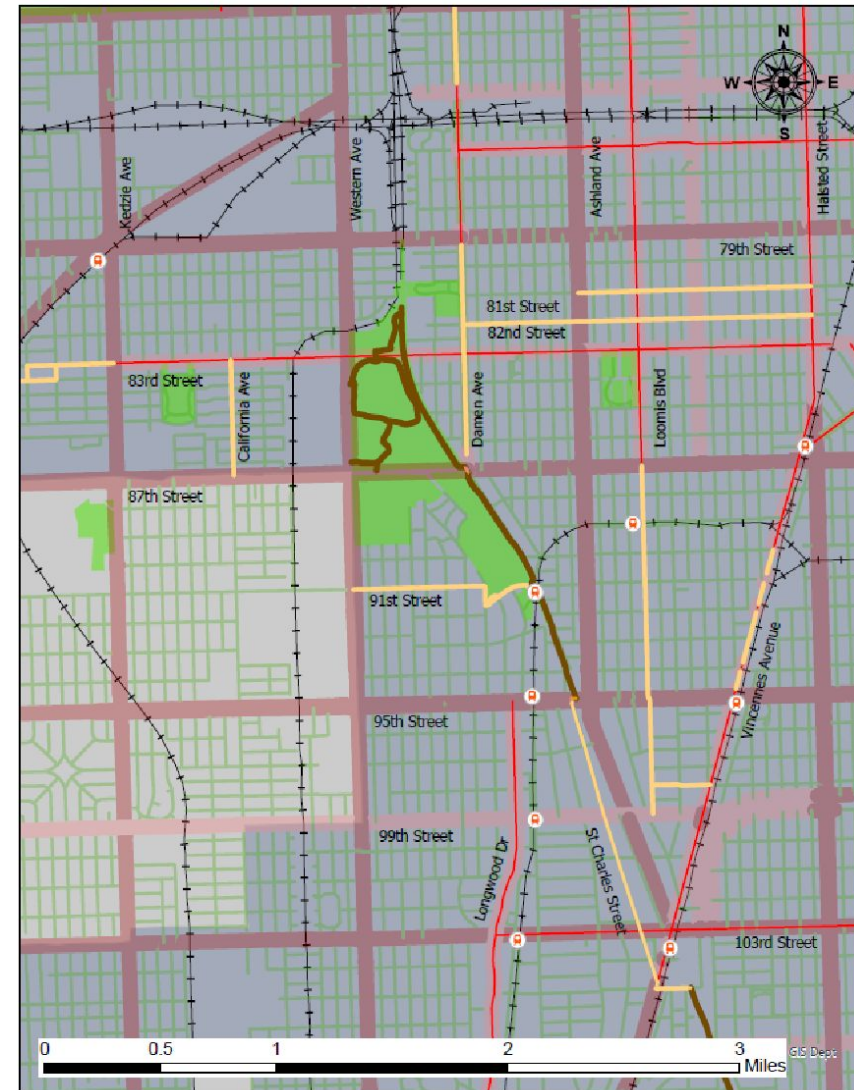 N
W E
S
Kedzie Ave
Western Ave
Ashland Ave
Halsted Street
79th Street
81st Street
82nd Street
83rd Street
California Ave
Damen Ave
Loomis Blvd
87th Street
91st Street
95th Street
Vincennes Avenue
99th Street
Longwood Dr
St Charles Street
103rd Street
0 0.5 1 2 3
Miles
GIS Dept